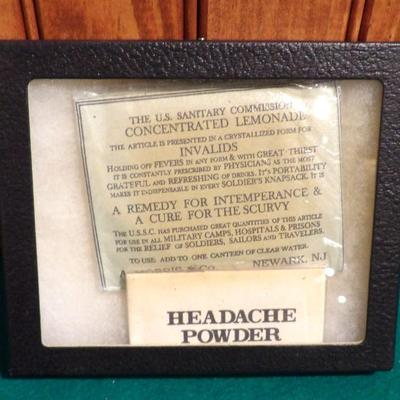 THE U.S. SANITARY COMMISSION
CONCENTRATED LEMONADE
THE ARTICLE IS PRESENTED IN A CRYSTALLIZED FORM FOR
INVALIDS
HOLDING OFF FEVERS IN ANY FORM & WITH GREAT THIRST
IT IS CONSTANTLY PRESCRIBED BY PHYSICIANS AS THE MOST
GRATEFUL AND REFRESHING OF DRINKS. IT'S PORTABILITY
MAKES IT INDISPENSABLE IN EVERY SOLDIER'S KNAPSACK. IT IS
A REMEDY FOR INTEMPERANCE &
A CURE FOR THE SCURVY
THE U.S.S.C. HAS PURCHASED GREAT QUANTITIES OF THIS ARTICLE
FOR USE IN ALL MILITARY CAMPS, HOSPITALS & PRISONS
FOR THE RELIEF OF SOLDIERS, SAILORS AND TRAVELERS.
TO USE: ADD TO ONE CANTEEN OF CLEAR WATER.
& CO. NEWARK, NJ
HEADACHE
POWDER